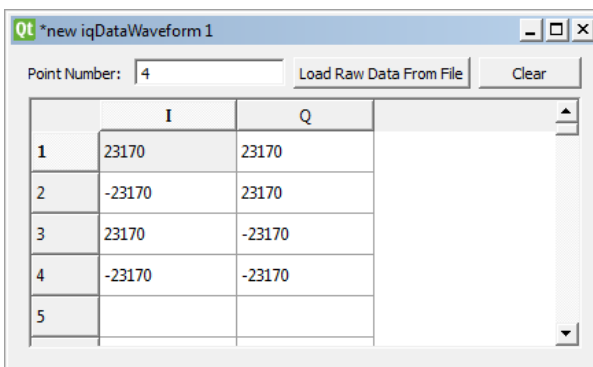 Qt *new iqDataWaveform 1
Point Number: 4 Load Raw Data From File Clear
I Q
1 23170 23170
2 -23170 23170
3 23170 -23170
4 -23170 -23170
5